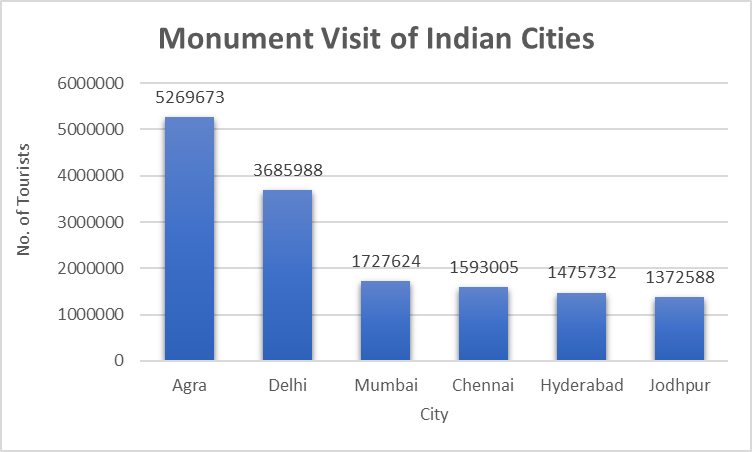 Monument Visit of Indian Cities
No. of Tourists
6000000
5000000
4000000
3000000
2000000
1000000
0
5269673
3685988
1727624
1593005
1475732
1372588
Agra
Delhi
Mumbai
Chennai
Hyderabad
Jodhpur
City